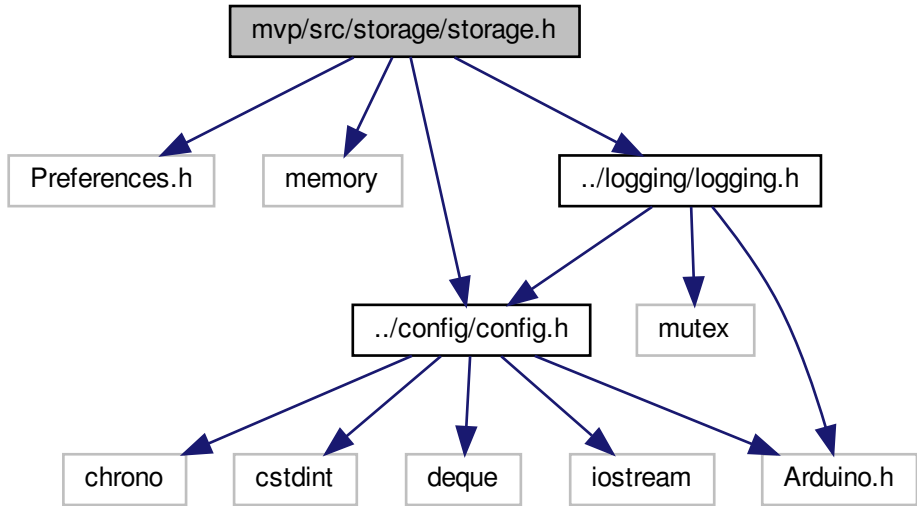 mvp/src/storage/storage.h
Preferences.h
memory
../logging/logging.h
../config/config.h
mutex
chrono
cstdint
deque
iostream
Arduino.h